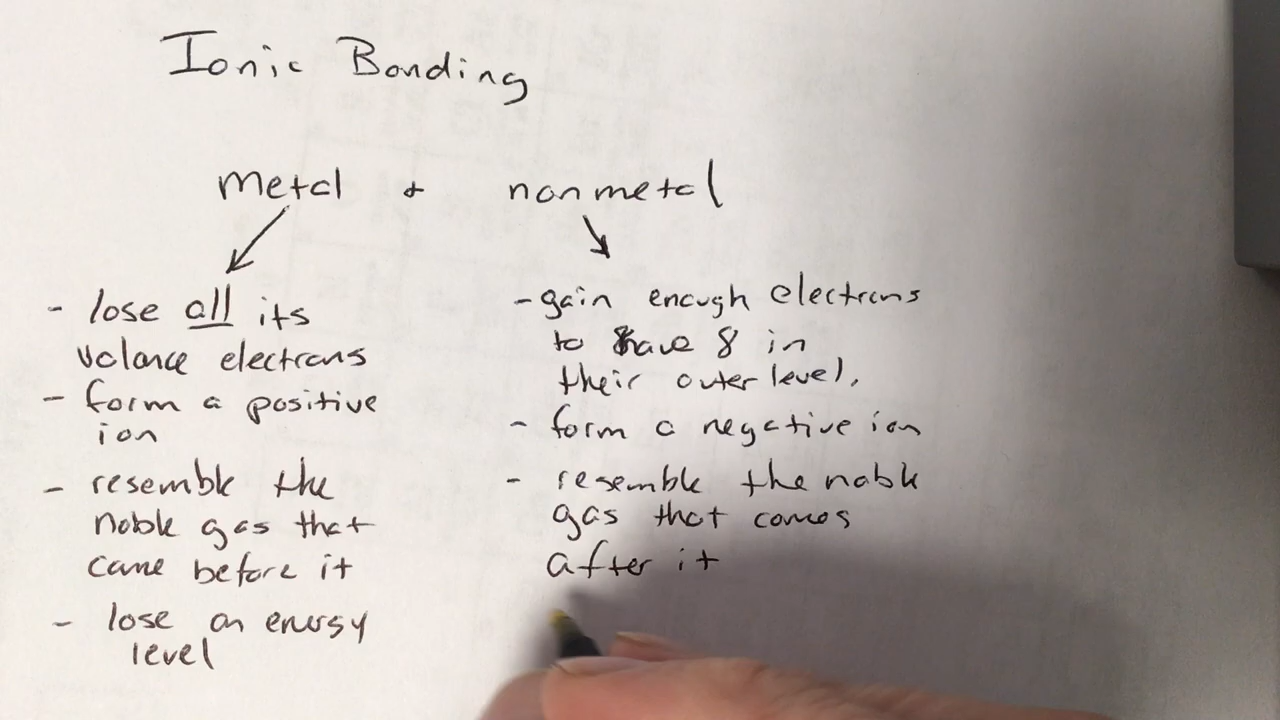 Ionic Bonding
metal + nonmetal
- lose all its
valance electrons
- form a positive
ion
- resemble the
noble gas that
came before it
- lose an energy
level
- gain enough electrons
to have 8 in
their outer level.
- form a negative ion
- resemble the noble
gas that comes
after it